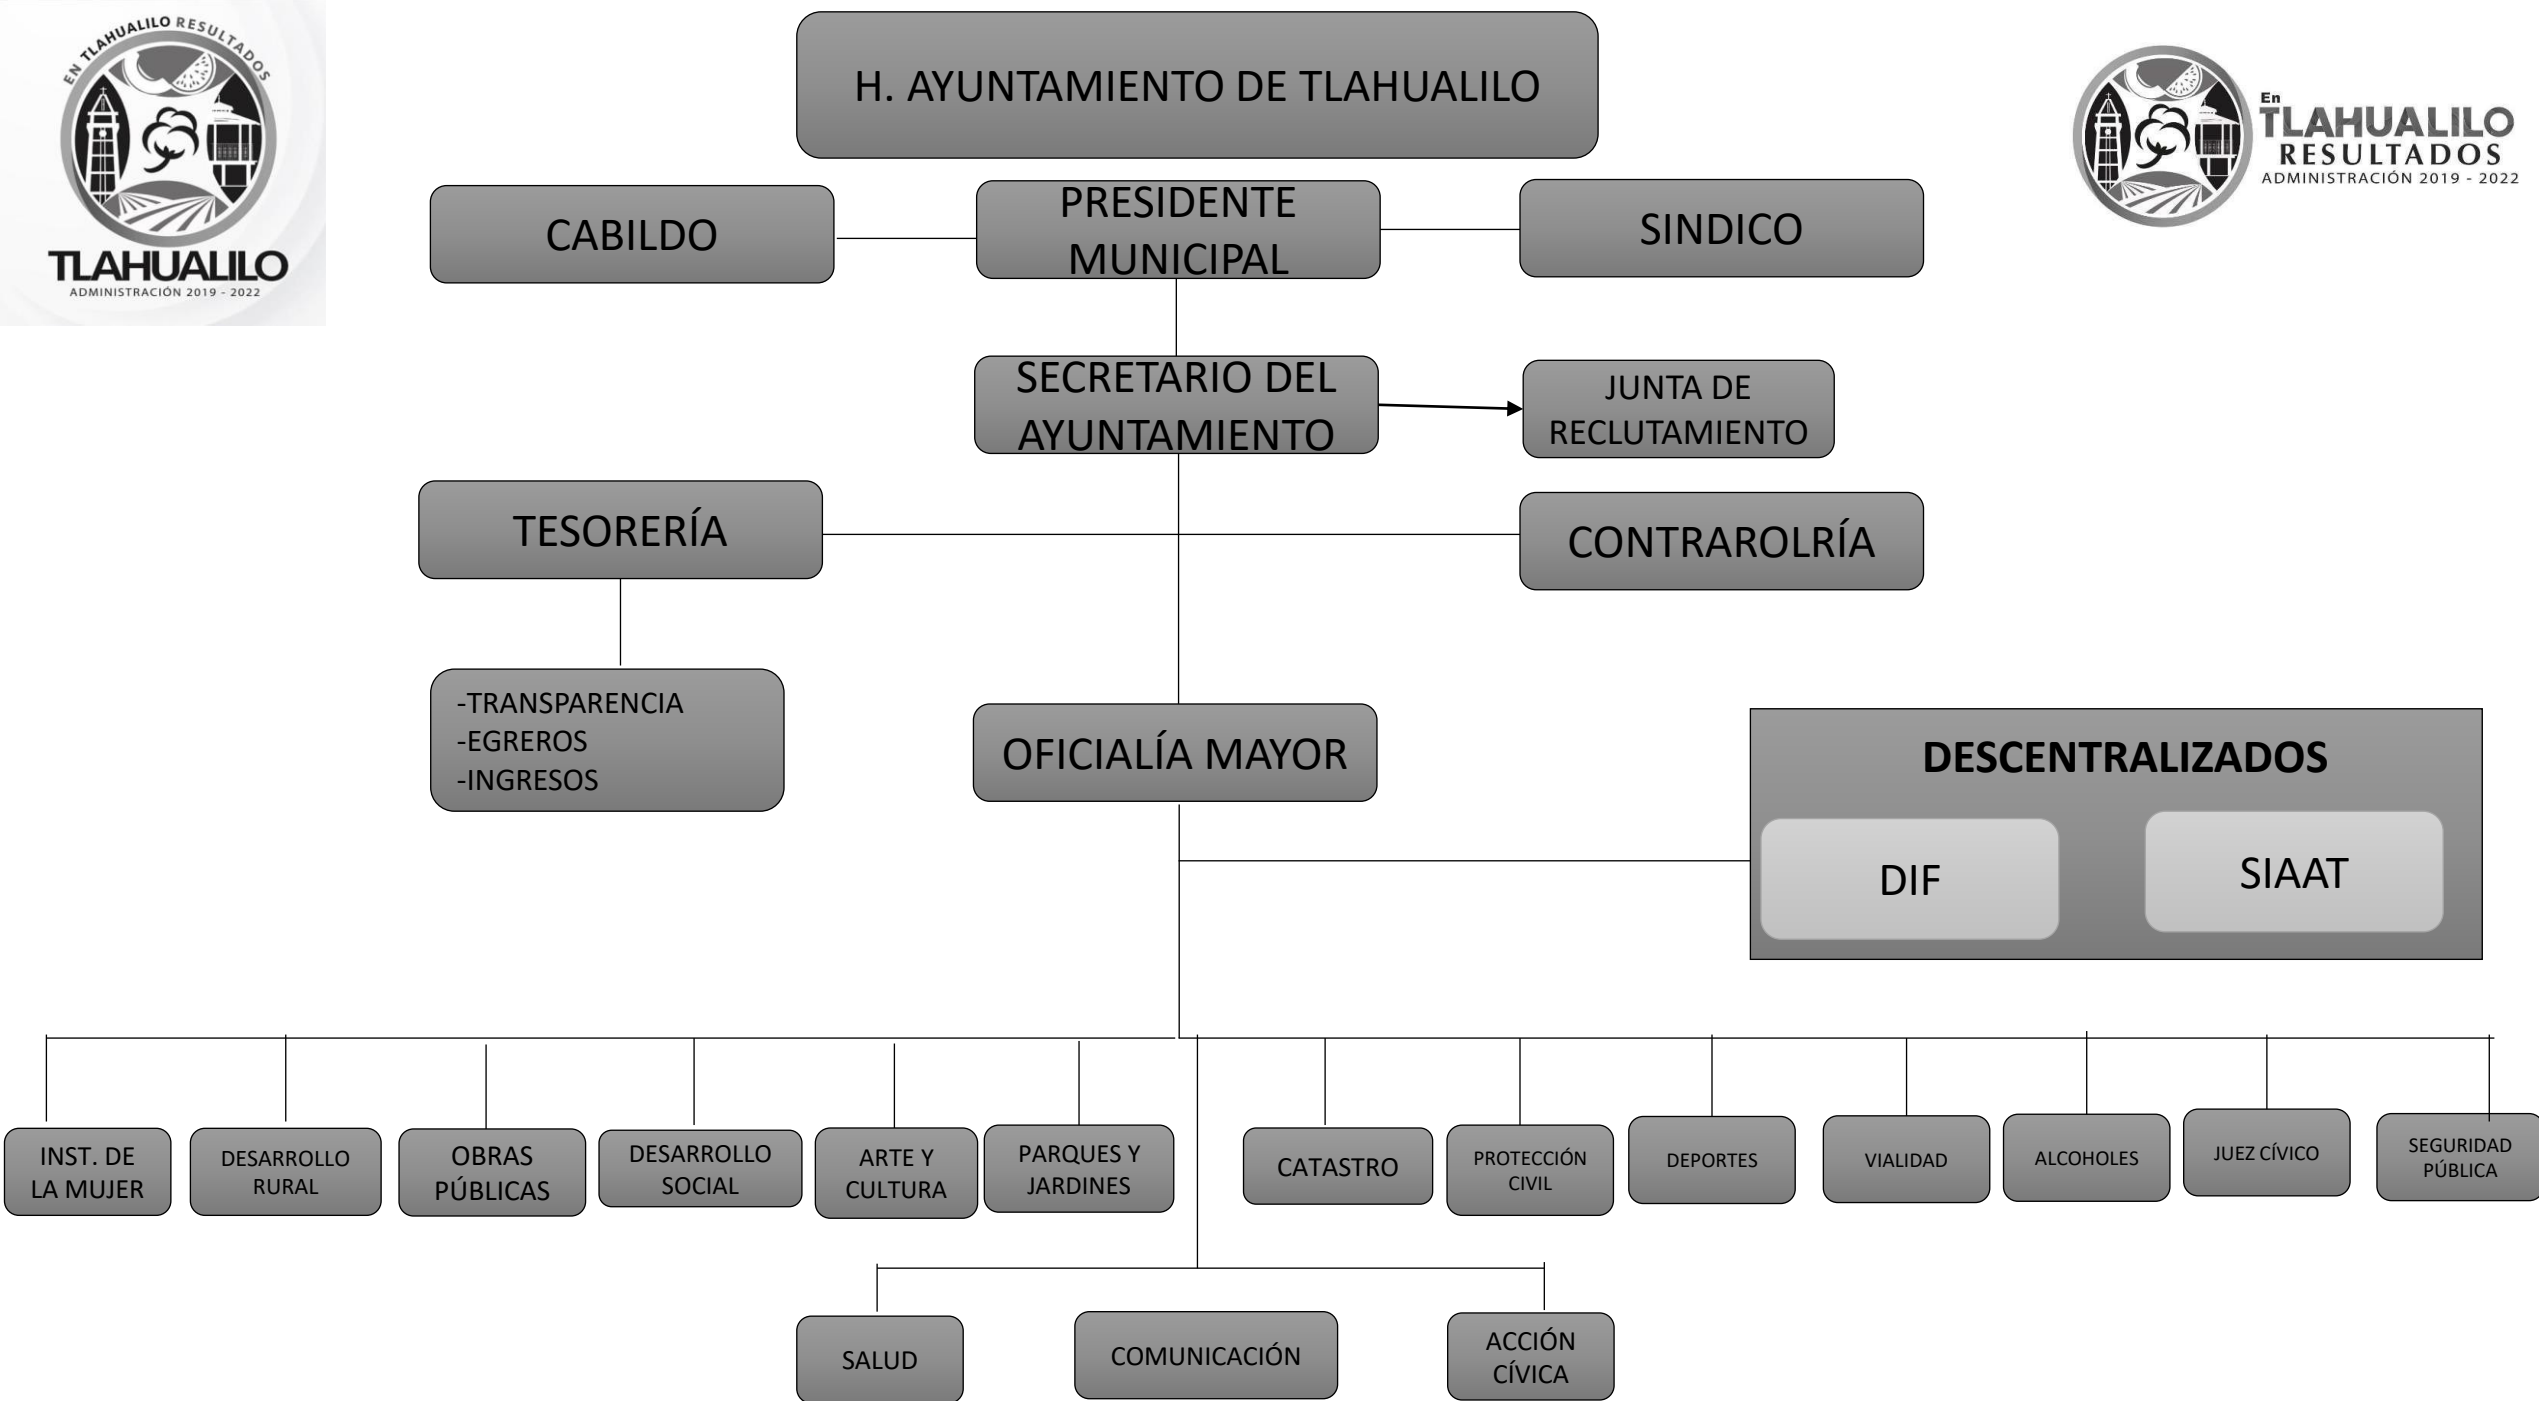 EN TLAHUALILO RESULTADOS
TLAHUALILO
ADMINISTRACIÓN 2019 - 2022
H. AYUNTAMIENTO DE TLAHUALILO
En
TLAHUALILO
RESULTADOS
ADMINISTRACIÓN 2019 - 2022
CABILDO
PRESIDENTE
MUNICIPAL
SINDICO
SECRETARIO DEL
AYUNTAMIENTO
JUNTA DE
RECLUTAMIENTO
TESORERÍA
CONTRAROLRÍA
-TRANSPARENCIA
-EGREROS
-INGRESOS
OFICIALÍA MAYOR
DESCENTRALIZADOS
DIF
SIAAT
INST. DE
LA MUJER
DESARROLLO
RURAL
OBRAS
PÚBLICAS
DESARROLLO
SOCIAL
ARTE Y
CULTURA
PARQUES Y
JARDINES
CATASTRO
PROTECCIÓN
CIVIL
DEPORTES
VIALIDAD
ALCOHOLES
JUEZ CÍVICO
SEGURIDAD
PÚBLICA
SALUD
COMUNICACIÓN
ACCIÓN
CÍVICA